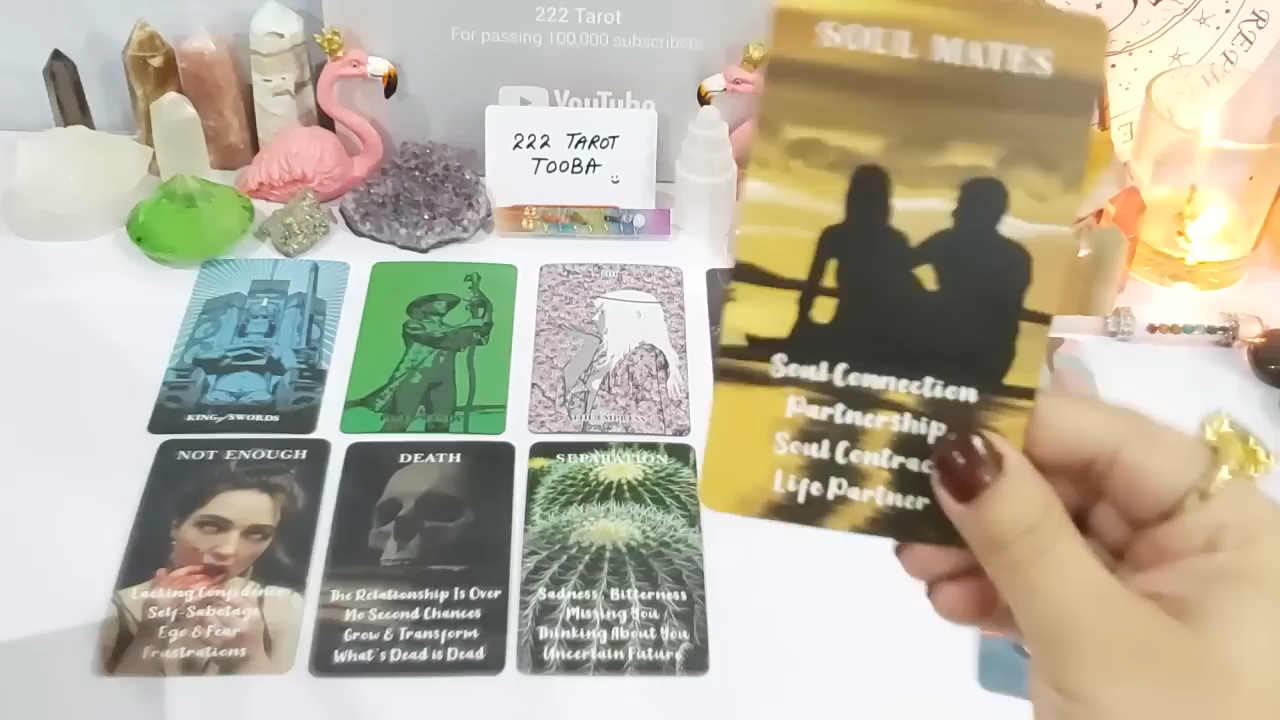 222 Tarot
For passing 100,000 subscribers
YouTube
222 TAROT
TOOBA
SOUL MATES
Soul Connection
Partnership
Soul Contrac
Life Partner
KING of SWORDS
THE EMPRESS
NOT ENOUGH
Lacking Confidence
Self-Sabotage
Ego & Fear
Frustrations
DEATH
The Relationship Is Over
No Second Chances
Grow & Transform
What's Dead is Dead
SEPARATION
Sadness, Bitterness
Missing You
Thinking About You
Uncertain Future